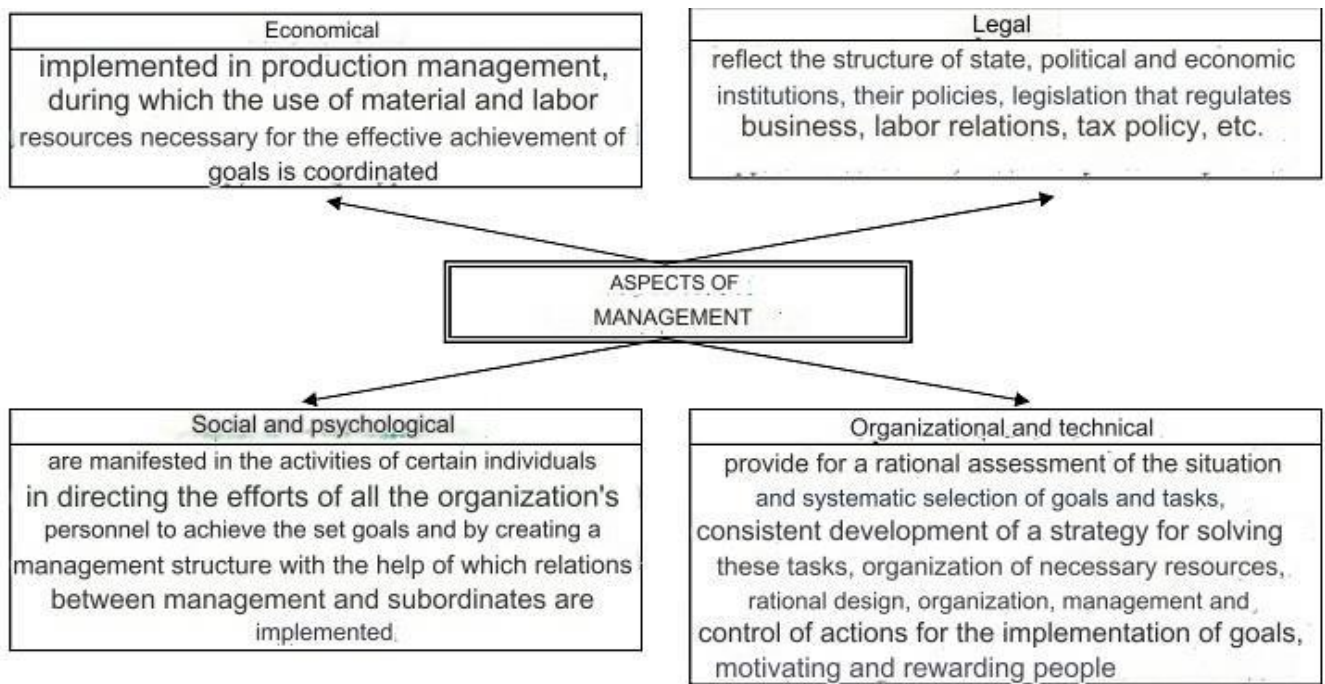 Economical
implemented in production management,
during which the use of material and labor
resources necessary for the effective achievement of
goals is coordinated
Legal
reflect the structure of state, political and economic
institutions, their policies, legislation that regulates
business, labor relations, tax policy, etc.
ASPECTS OF
MANAGEMENT
Social and psychological
are manifested in the activities of certain individuals
in directing the efforts of all the organization's
personnel to achieve the set goals and by creating a
management structure with the help of which relations
between management and subordinates are
implemented
Organizational and technical
provide for a rational assessment of the situation
and systematic selection of goals and tasks,
consistent development of a strategy for solving
these tasks, organization of necessary resources,
rational design, organization, management and
control of actions for the implementation of goals,
motivating and rewarding people